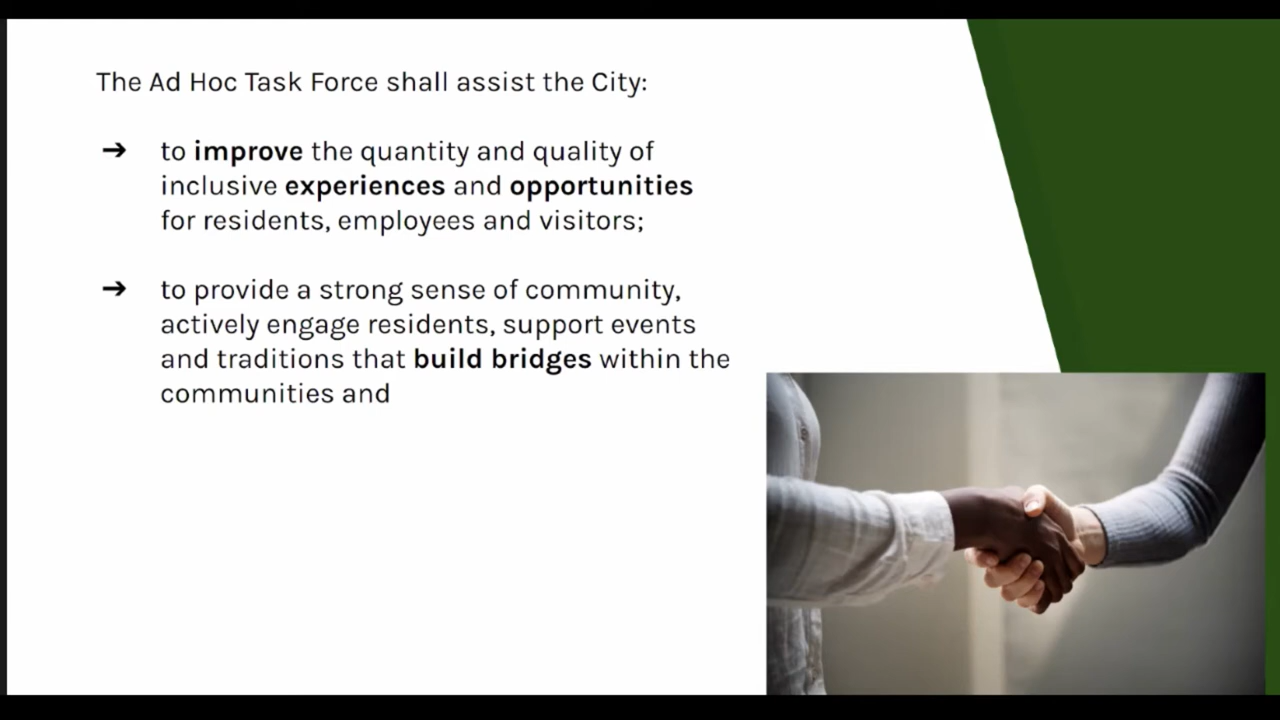 The Ad Hoc Task Force shall assist the City:
➔ to improve the quantity and quality of
inclusive experiences and opportunities
for residents, employees and visitors;
➔ to provide a strong sense of community,
actively engage residents, support events
and traditions that build bridges within the
communities and